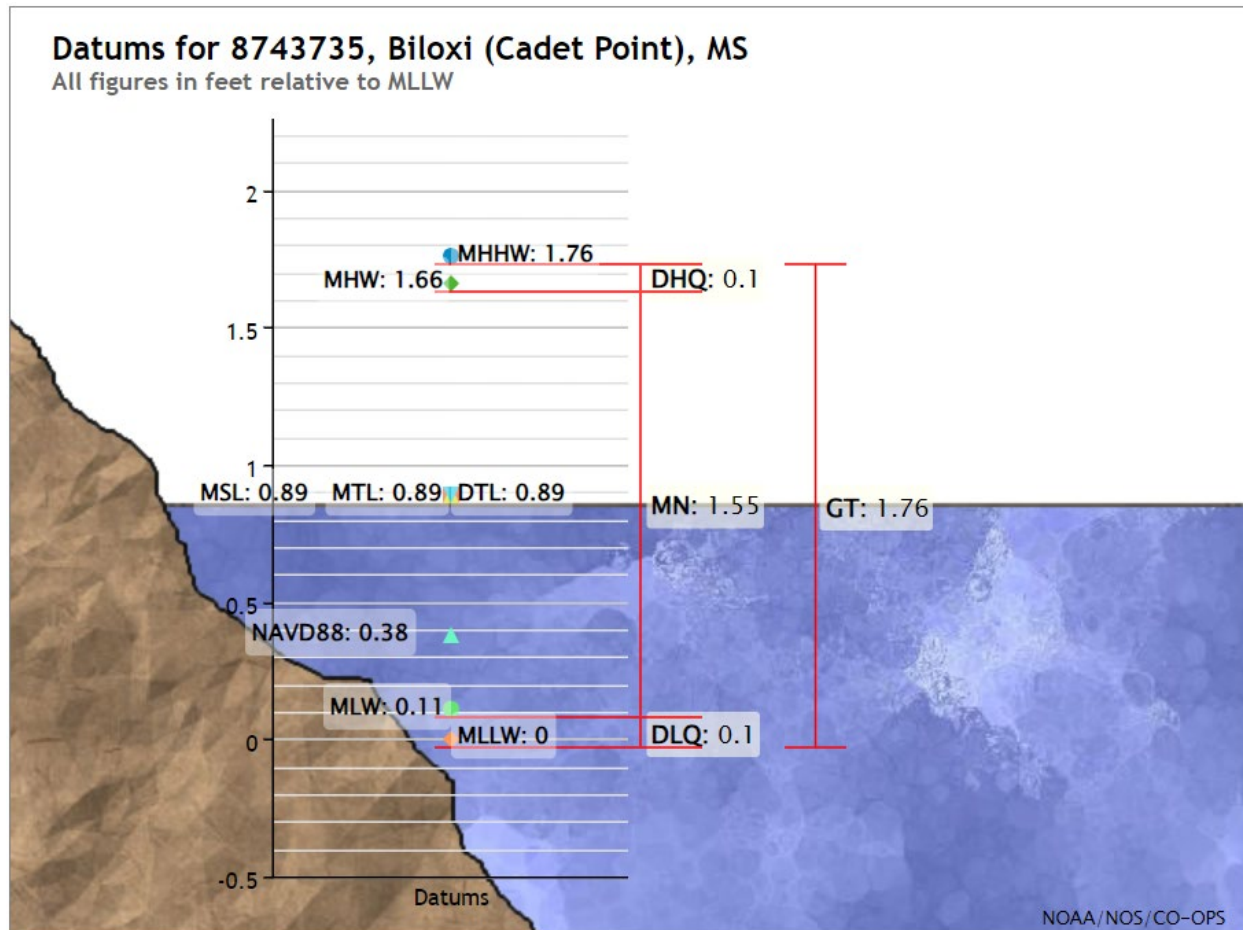 Datums for 8743735, Biloxi (Cadet Point), MS
All figures in feet relative to MLLW
2
MHHW: 1.76
MHW: 1.66
DHQ: 0.1
1.5
1
MSL: 0.89 MTL: 0.89 DTL: 0.89
MN: 1.55 GT: 1.76
0.5
NAVD88: 0.38
MLW: 0.11
0 MLLW: 0 DLQ: 0.1
-0.5
Datums
NOAA/NOS/CO-OPS